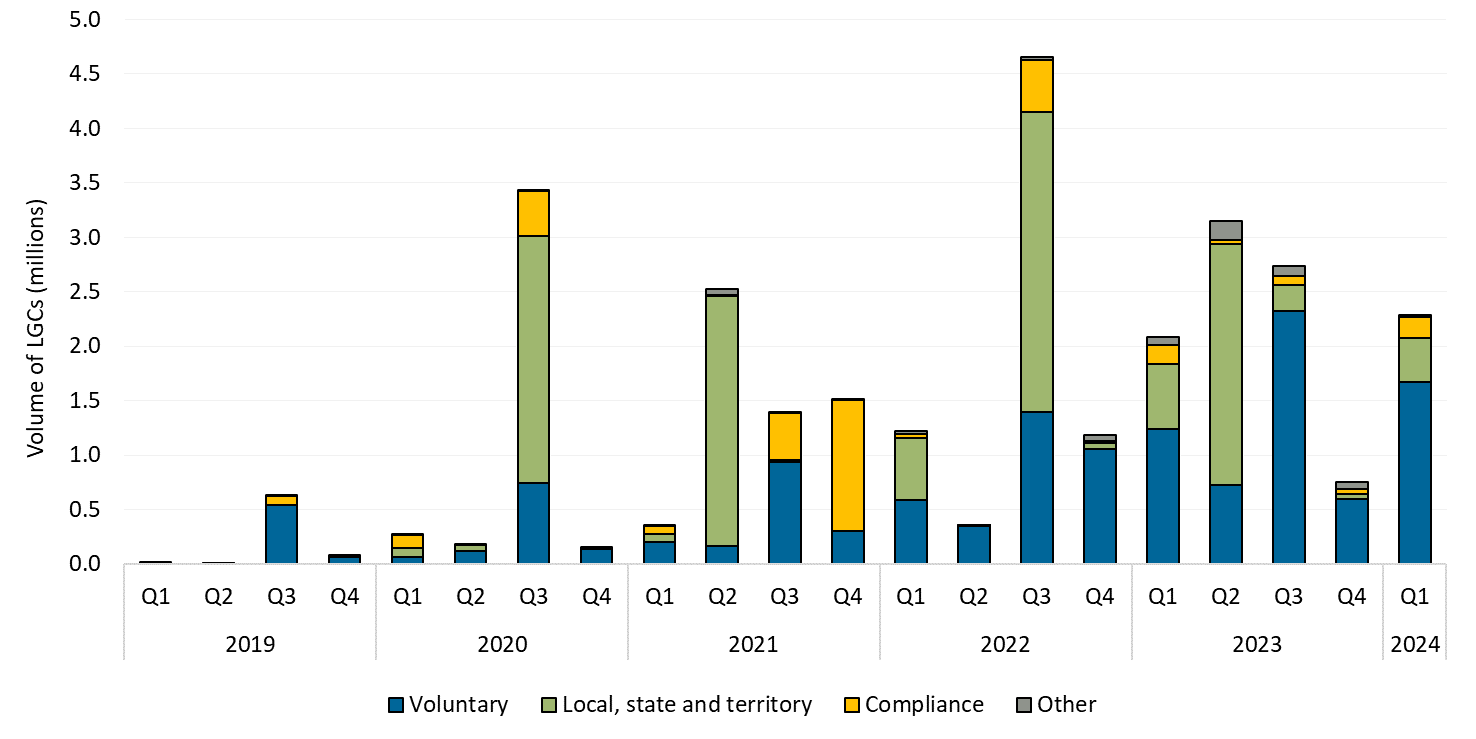 Volume of LGCs (millions)
5.0
4.5
4.0
3.5
3.0
2.5
2.0
1.5
1.0
0.5
0.0
Q1 Q2 Q3 Q4 Q1 Q2 Q3 Q4 Q1 Q2 Q3 Q4 Q1 Q2 Q3 Q4 Q1 Q2 Q3 Q4 Q1
2019 2020 2021 2022 2023 2024
Voluntary Local, state and territory Compliance Other